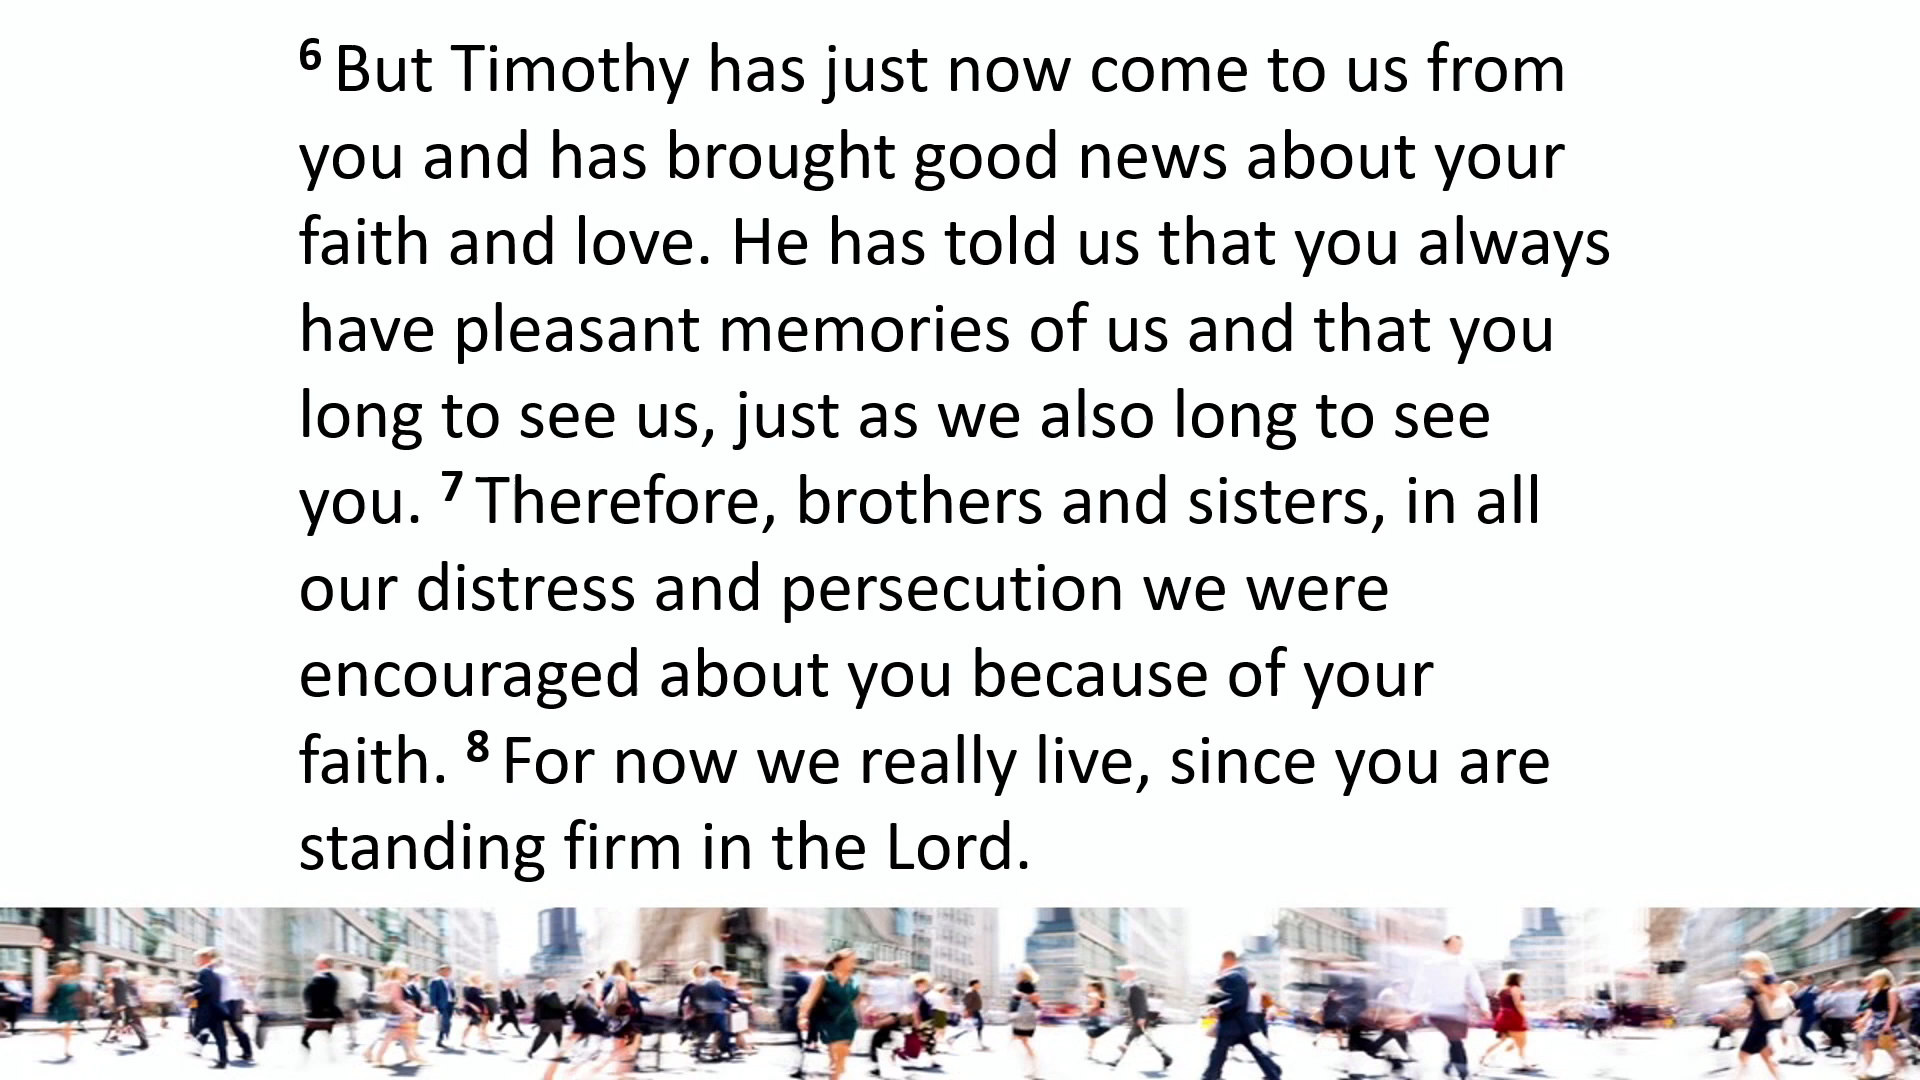 6 But Timothy has just now come to us from
you and has brought good news about your
faith and love. He has told us that you always
have pleasant memories of us and that you
long to see us, just as we also long to see
you. 7 Therefore, brothers and sisters, in all
our distress and persecution we were
encouraged about you because of your
faith. 8 For now we really live, since you are
standing firm in the Lord.